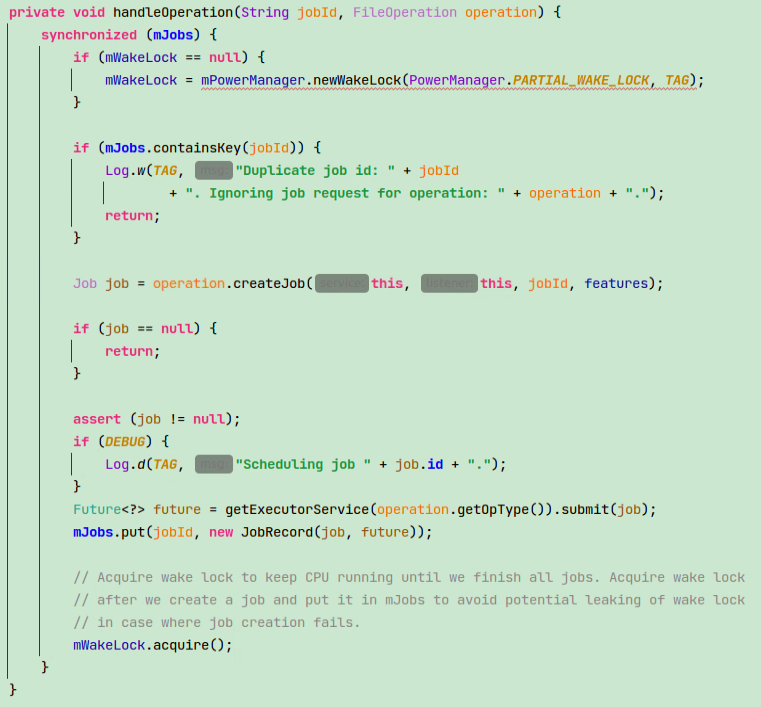 private void handleOperation(String jobId, FileOperation operation) {
synchronized (mJobs) {
if (mWakeLock == null) {
mWakeLock = mPowerManager.newWakeLock(PowerManager.PARTIAL_WAKE_LOCK, TAG);
}
if (mJobs.containsKey(jobId)) {
Log.w(TAG, msg: "Duplicate job id: " + jobId
+ ". Ignoring job request for operation: " + operation + ".");
return;
}
Job job = operation.createJob( service: this, listener: this, jobId, features);
if (job == null) {
return;
}
assert (job != null);
if (DEBUG) {
Log.d(TAG, msg: "Scheduling job " + job.id + ".");
}
Future<?> future = getExecutorService(operation.getOpType()).submit(job);
mJobs.put(jobId, new JobRecord(job, future));
// Acquire wake lock to keep CPU running until we finish all jobs. Acquire wake lock
// after we create a job and put it in mJobs to avoid potential leaking of wake lock
// in case where job creation fails.
mWakeLock.acquire();
}
}